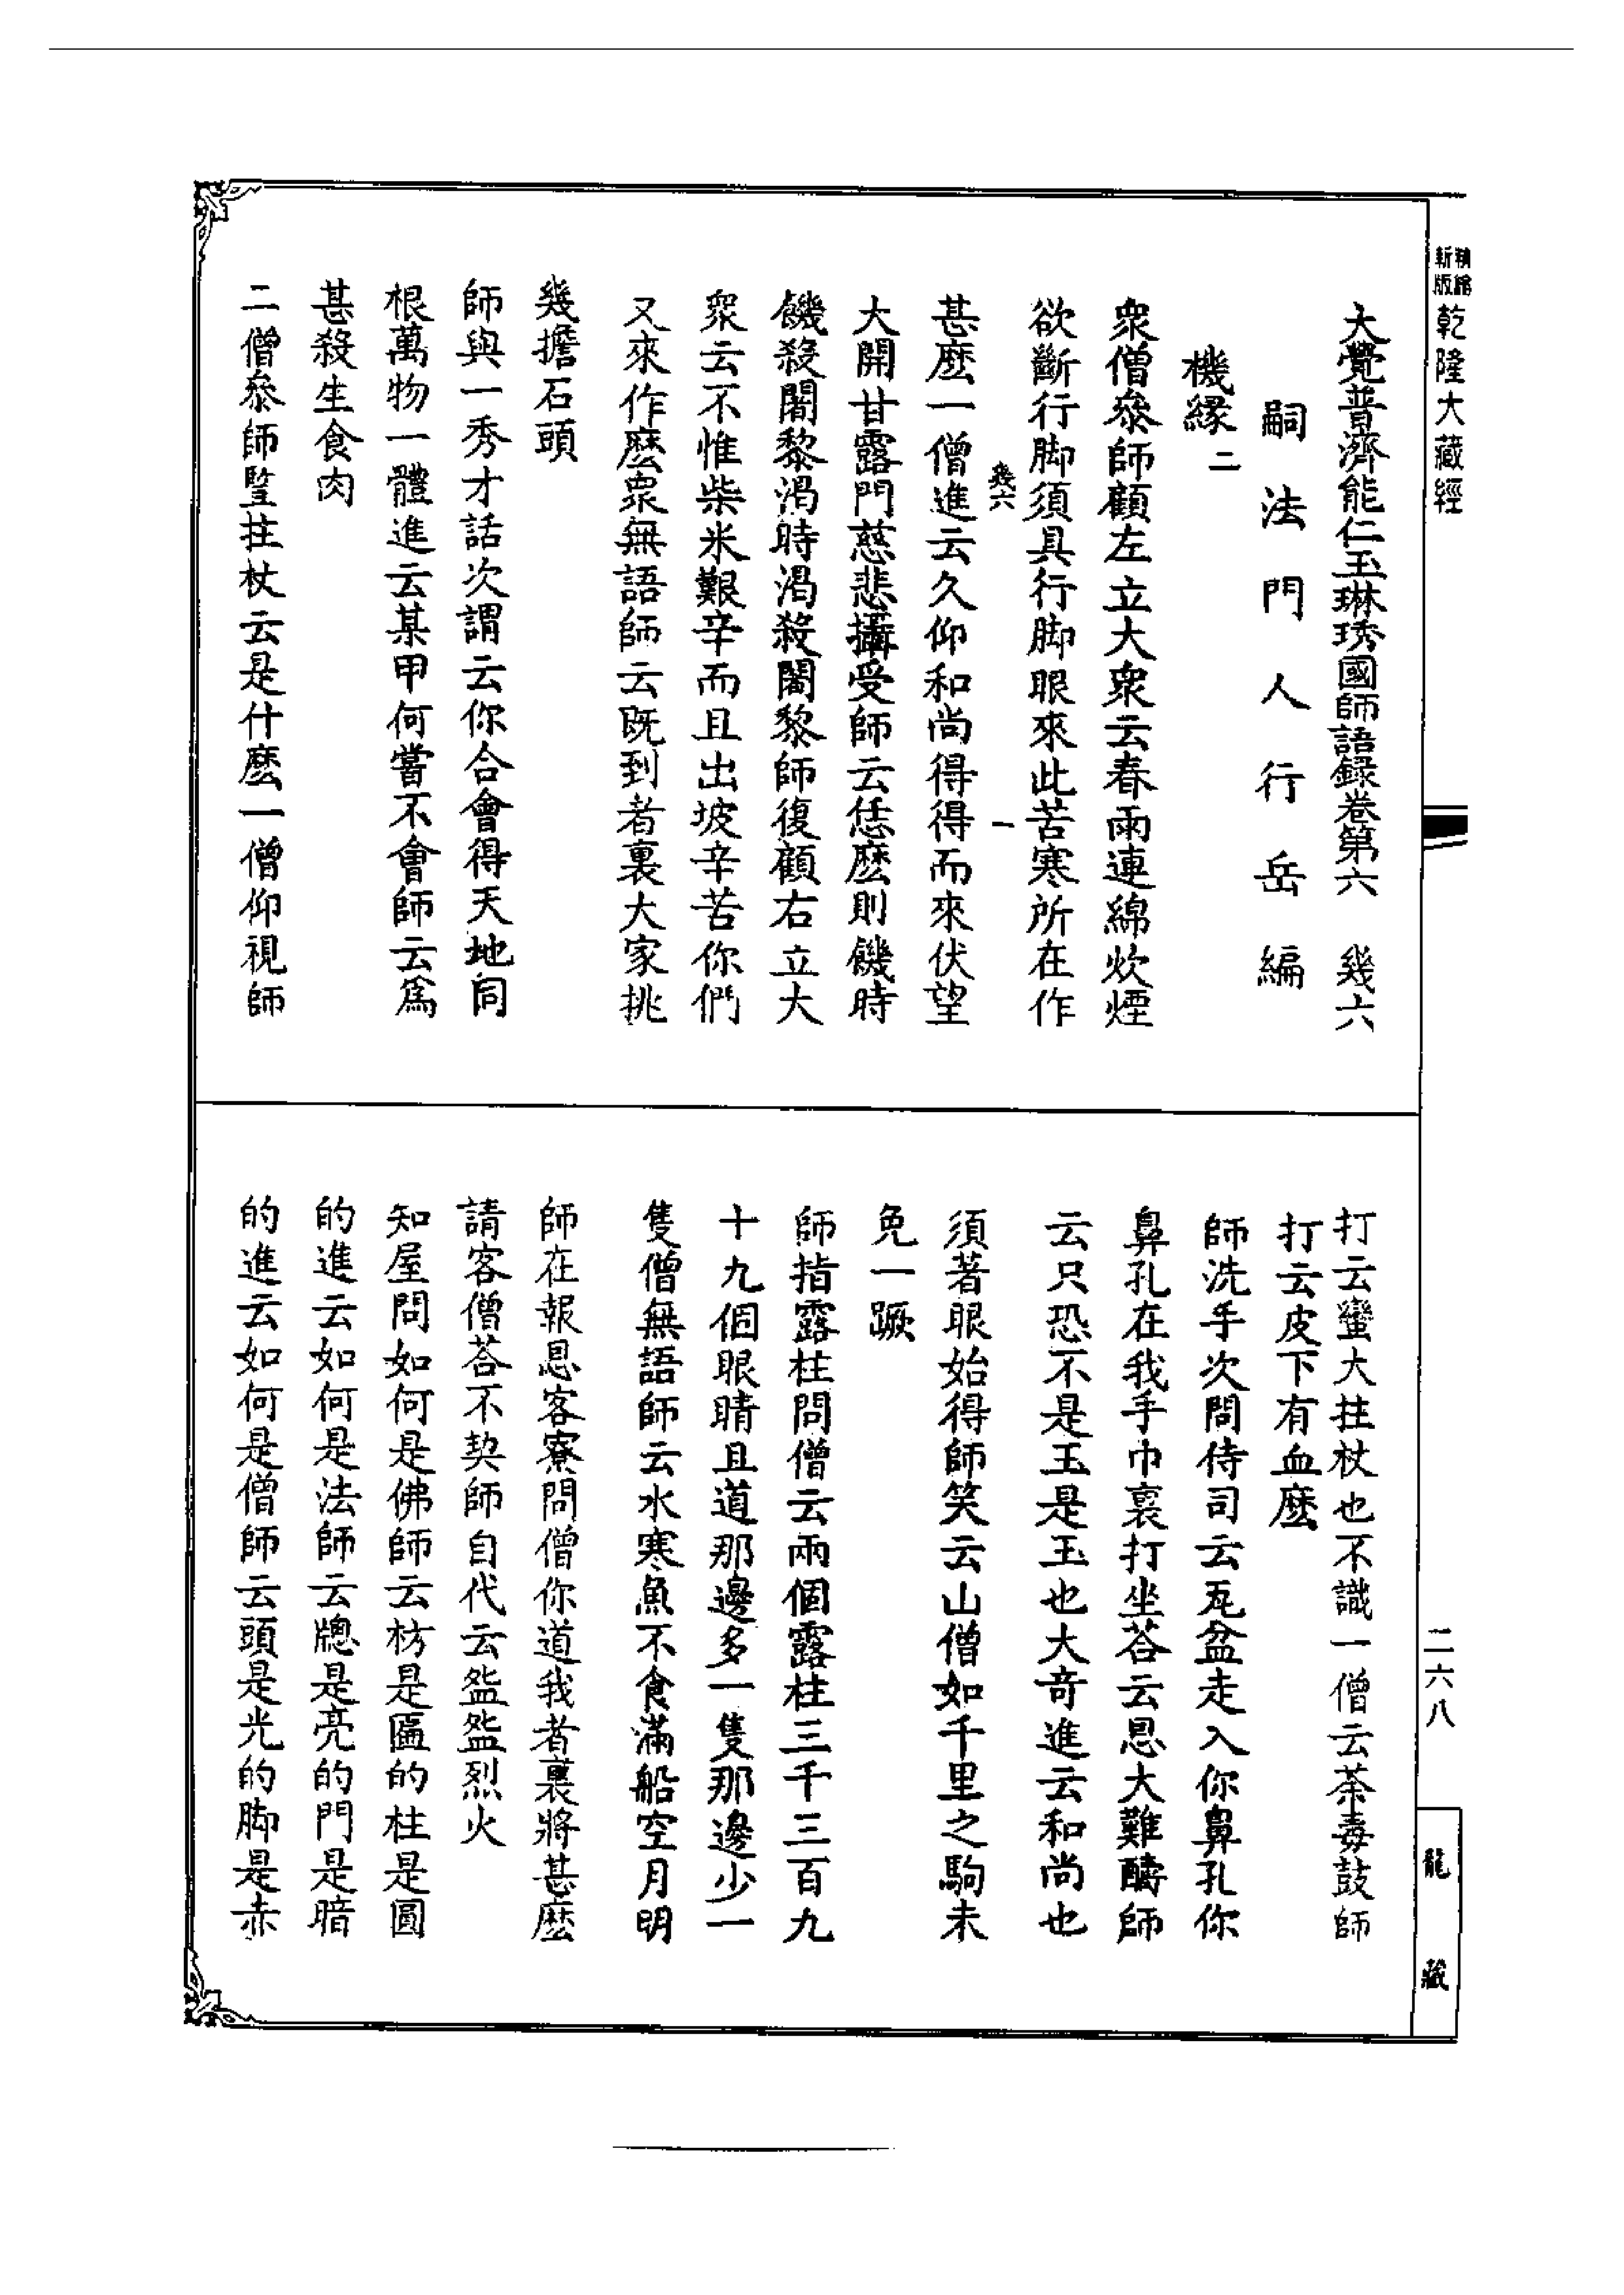 精縮
新版
乾隆大藏經
大覺普濟能仁玉琳琇國師語録卷第六　幾六
嗣法門人行岳編
機緣二
衆僧叅師顧左立大衆云春雨連綿炊煙
欲斷行脚須具行脚眼來此苦寒所在作
幾六　一
甚麽一僧進云久仰和尚得得而來伏望
大開甘露門慈悲攝受師云恁麽則饑時
饑殺闍黎渴時渴殺闍黎師復顧右立大
衆云不惟柴米艱辛而且出坡辛苦你們
又來作麽衆無語師云既到者裏大家挑
幾擔石頭
師與一秀才話次謂云你合會得天地同
根萬物一體進云某甲何嘗不會師云爲
甚殺生食肉
二僧叅師豎拄杖云是什麽一僧仰視師
打云蠻大拄杖也不識一僧云荼毒鼓師
打云皮下有血麽
師洗手次問侍司云瓦盆走入你鼻孔你
鼻孔在我手巾裏打坐荅云恩大難酬師
云只恐不是玉是玉也大奇進云和尚也
須著眼始得師笑云山僧如千里之駒未
免一蹶
師指露柱問僧云兩個露柱三千三百九
十九個眼睛且道那邊多一隻那邊少一
隻僧無語師云水寒魚不食滿船空月明
師在報恩客寮問僧你道我者裏將甚麽
請客僧荅不契師自代云盌盌烈火
知屋問如何是佛師云枋是匾的柱是圓
的進云如何是法師云牎是亮的門是暗
的進云如何是僧師云頭是光的脚是赤
二六八
龍藏